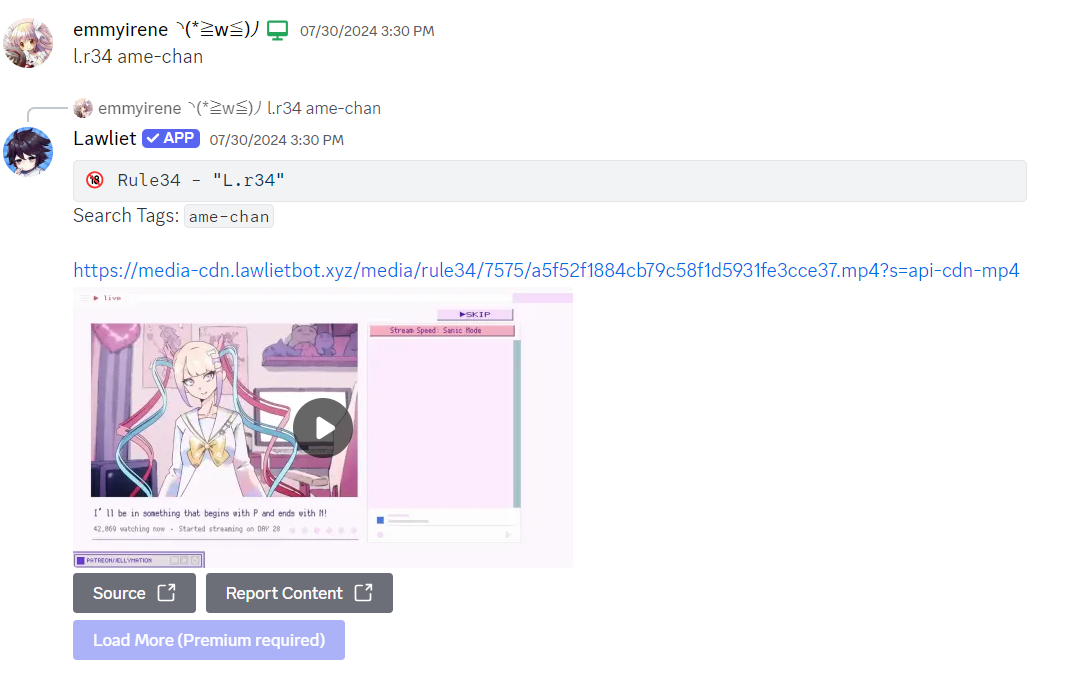 emmyirene ヽ(*≧w≦)ﾉ 07/30/2024 3:30 PM
l.r34 ame-chan
emmyirene ヽ(*≧w≦)ﾉ l.r34 ame-chan
Lawliet APP 07/30/2024 3:30 PM
18 Rule34 - "L.r34"
Search Tags: ame-chan
https://media-cdn.lawlietbot.xyz/media/rule34/7575/a5f52f1884cb79c58f1d5931fe3cce37.mp4?s=api-cdn-mp4
live
▶SKIP
Stream Speed: Sanic Mode
I'll be in something that begins with P and ends with N!
42,069 watching now • Started streaming on DAY 28
PATREON/JELLYMATION
Source
Report Content
Load More (Premium required)